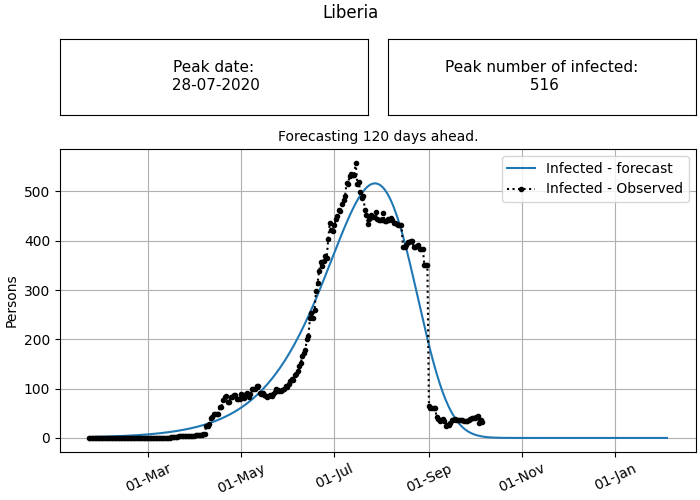 Liberia
Peak date:
28-07-2020
Peak number of infected:
516
Forecasting 120 days ahead.
Infected - forecast
Infected - Observed
Persons
500
400
300
200
100
0
01-Mar
01-May
01-Jul
01-Sep
01-Nov
01-Jan